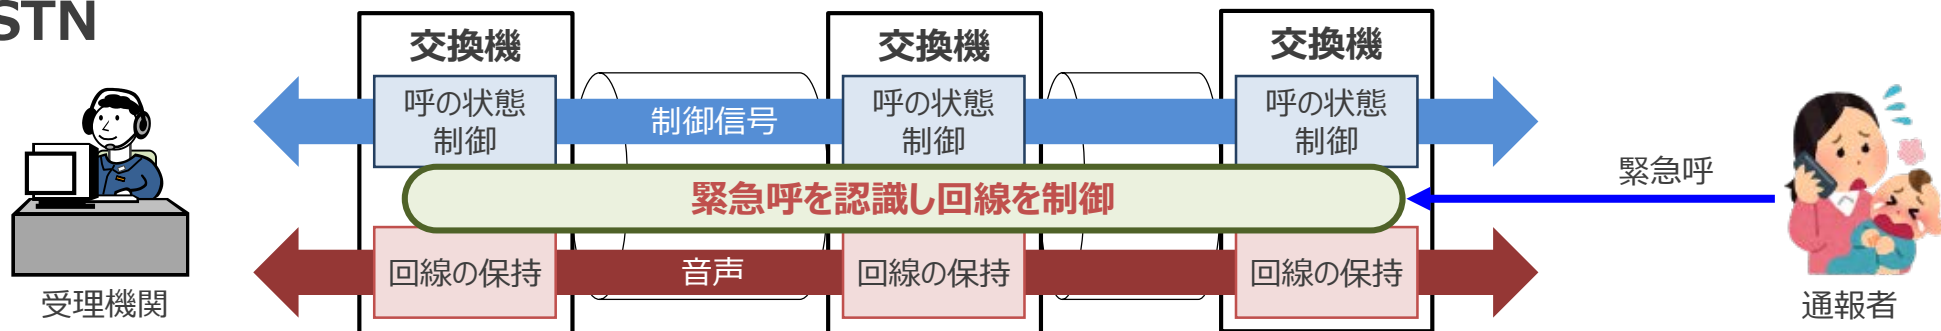 STN
交換機
交換機
交換機
呼の状態
制御
制御信号
呼の状態
制御
呼の状態
制御
緊急呼を認識し回線を制御
緊急呼
回線の保持
音声
回線の保持
回線の保持
受理機関
通報者